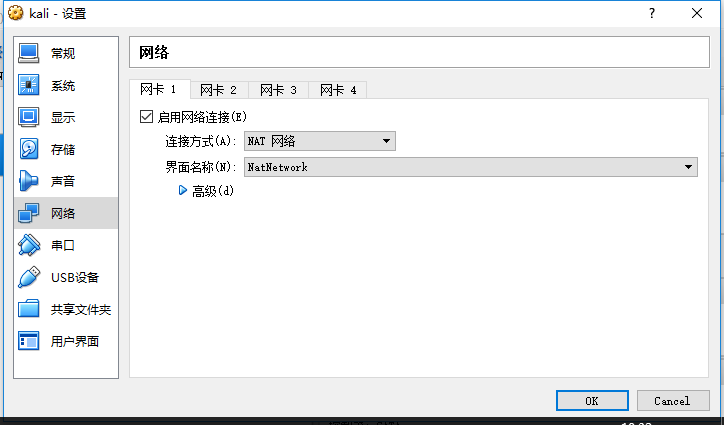 kali - 设置
常规
系统
显示
存储
声音
网络
串口
USB设备
共享文件夹
用户界面
网络
网卡 1 网卡 2 网卡 3 网卡 4
启用网络连接(E)
连接方式(A): NAT 网络
界面名称(N): NatNetwork
高级(d)
OK Cancel